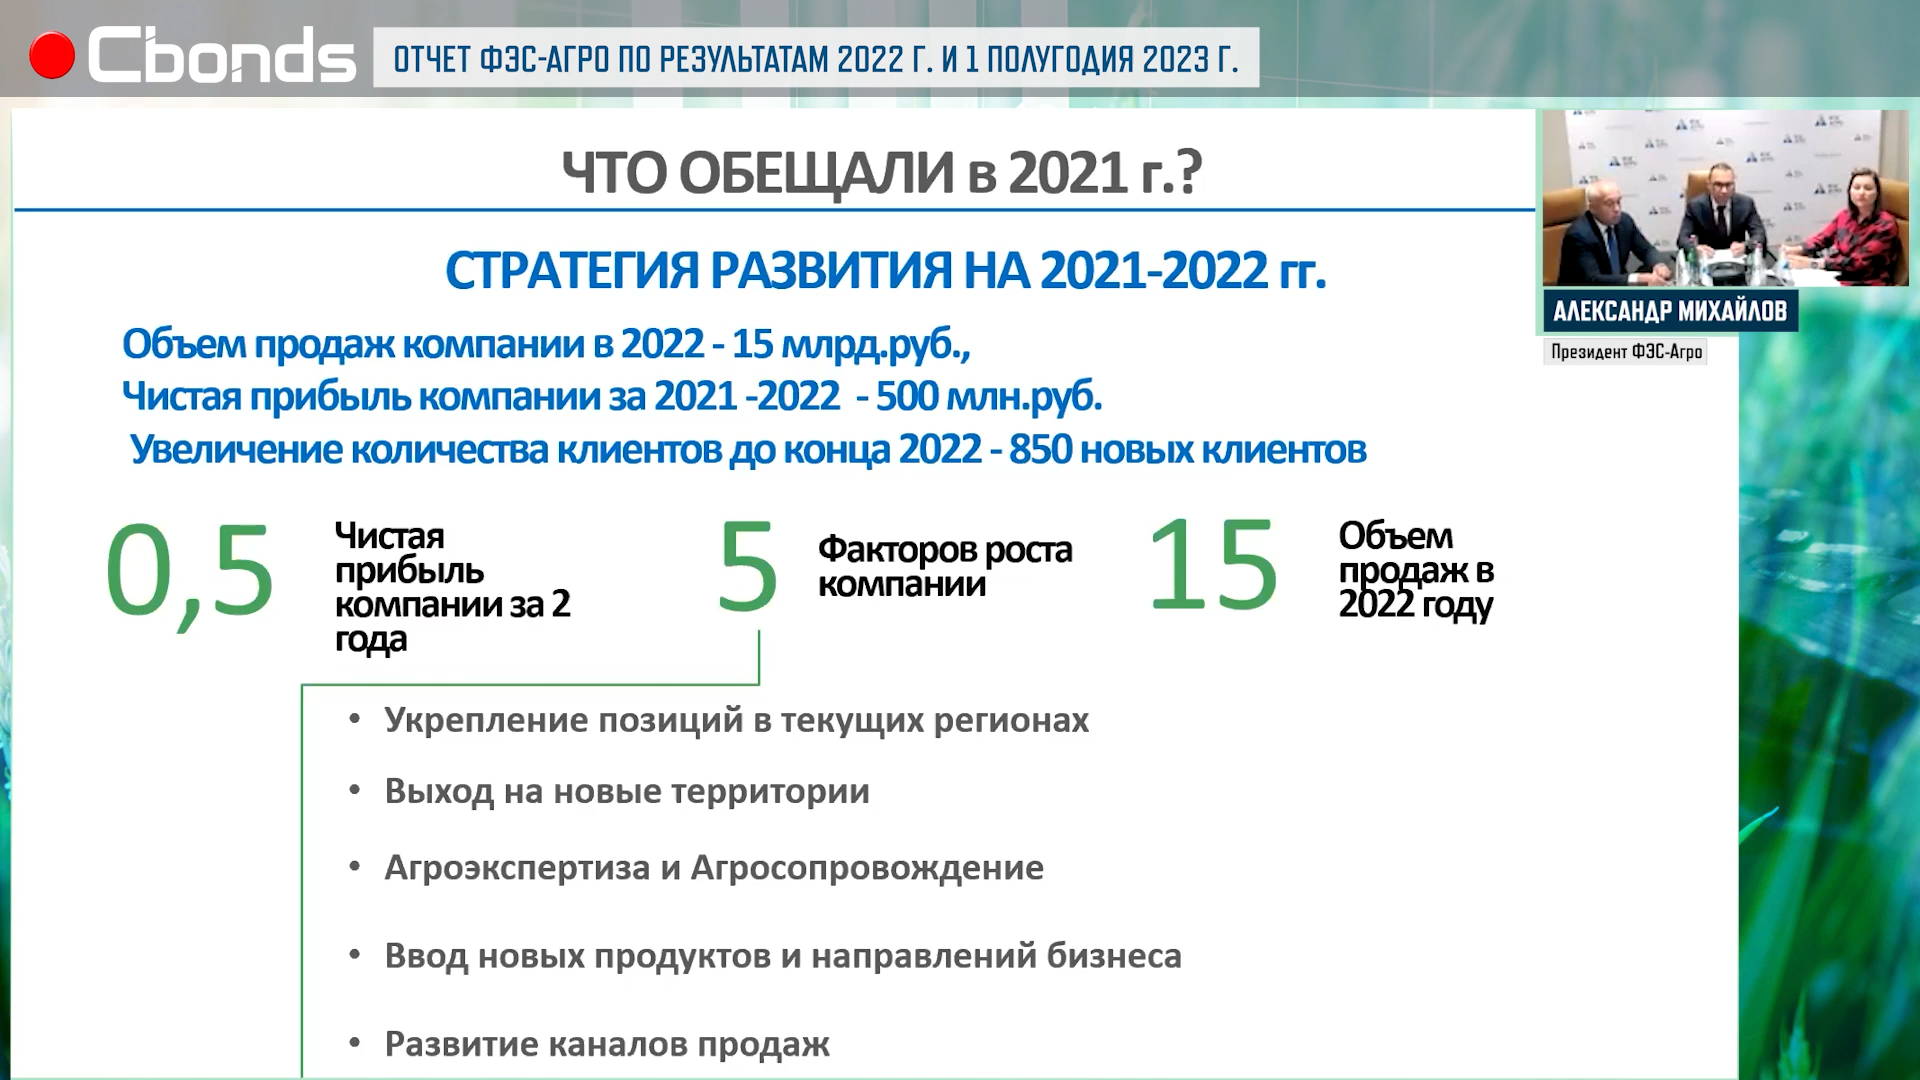 Cbonds
ОТЧЕТ ФЭС-АГРО ПО РЕЗУЛЬТАТАМ 2022 Г. И 1 ПОЛУГОДИЯ 2023 Г.
ЧТО ОБЕЩАЛИ в 2021 г.?
СТРАТЕГИЯ РАЗВИТИЯ НА 2021-2022 гг.
АЛЕКСАНДР МИХАЙЛОВ
Президент ФЭС-Агро
Объем продаж компании в 2022 - 15 млрд.руб.,
Чистая прибыль компании за 2021 -2022 - 500 млн.руб.
Увеличение количества клиентов до конца 2022 - 850 новых клиентов
0,5
Чистая
прибыль
компании за 2
года
5
Факторов роста
компании
15
Объем
продаж в
2022 году
• Укрепление позиций в текущих регионах
• Выход на новые территории
• Агроэкспертиза и Агросопровождение
• Ввод новых продуктов и направлений бизнеса
• Развитие каналов продаж